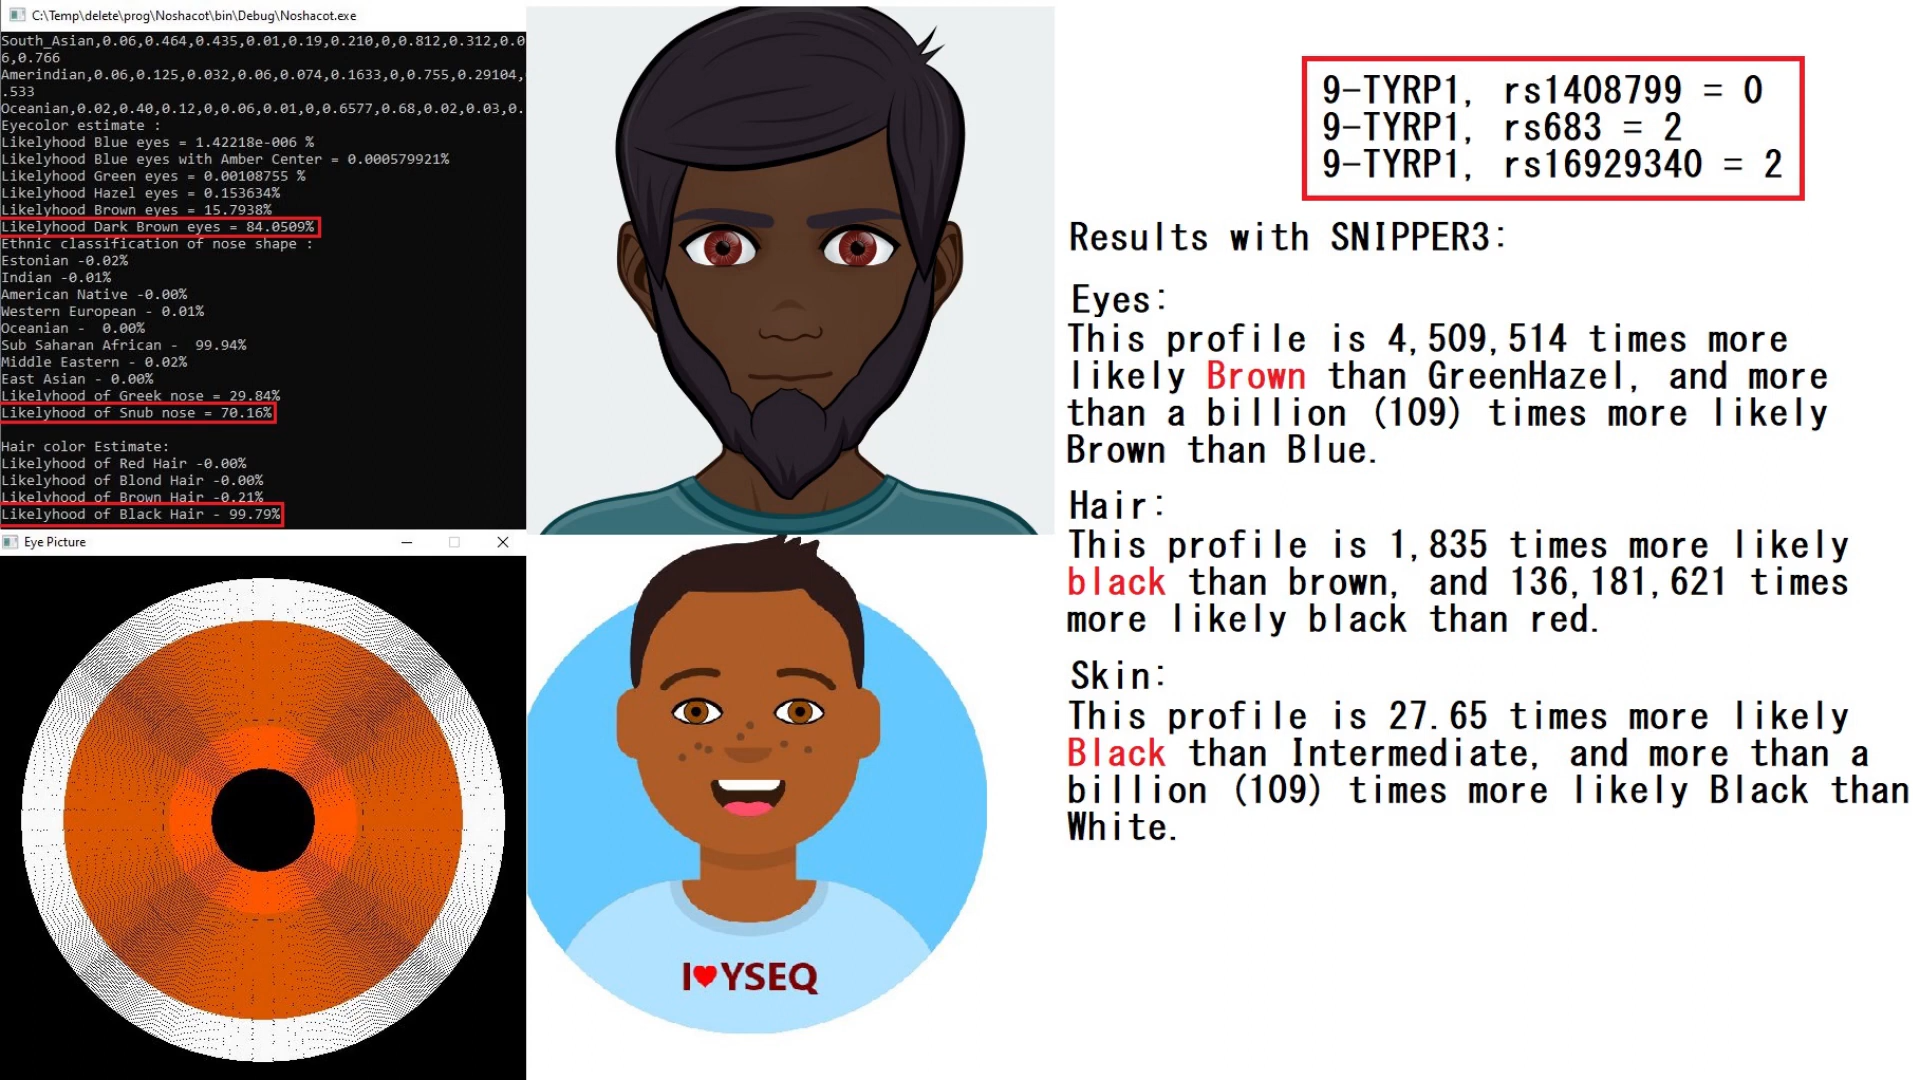 C:\Temp\delete\prog\Noshacot\bin\Debug\Noshacot.exe
South_Asian,0.06,0.464,0.435,0.01,0.19,0.210,0,0.812,0.312,0.0
6,0.766
Amerindian,0.06,0.125,0.032,0.06,0.074,0.1633,0,0.755,0.29104,
.533
Oceanian,0.02,0.40,0.12,0,0.06,0.01,0,0.6577,0.68,0.02,0.03,0.
Eyecolor estimate :
Likelyhood Blue eyes = 1.42218e-006 %
Likelyhood Blue eyes with Amber Center = 0.000579921%
Likelyhood Green eyes = 0.00108755 %
Likelyhood Hazel eyes = 0.153634%
Likelyhood Brown eyes = 15.7938%
Likelyhood Dark Brown eyes = 84.0509%
Ethnic classification of nose shape :
Estonian -0.02%
Indian -0.01%
American Native -0.00%
Western European - 0.01%
Oceanian -  0.00%
Sub Saharan African -  99.94%
Middle Eastern - 0.02%
East Asian - 0.00%
Likelyhood of Greek nose = 29.84%
Likelyhood of Snub nose = 70.16%
Hair color Estimate:
Likelyhood of Red Hair -0.00%
Likelyhood of Blond Hair -0.00%
Likelyhood of Brown Hair -0.21%
Likelyhood of Black Hair - 99.79%
Eye Picture
I❤YSEQ
9-TYRP1, rs1408799 = 0
9-TYRP1, rs683 = 2
9-TYRP1, rs16929340 = 2
Results with SNIPPER3:
Eyes:
This profile is 4,509,514 times more
likely Brown than GreenHazel, and more
than a billion (109) times more likely
Brown than Blue.
Hair:
This profile is 1,835 times more likely
black than brown, and 136,181,621 times
more likely black than red.
Skin:
This profile is 27.65 times more likely
Black than Intermediate, and more than a
billion (109) times more likely Black than
White.